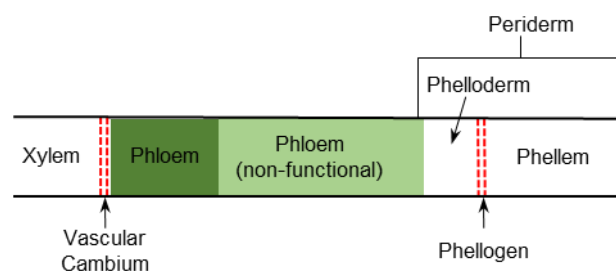 Periderm
Phelloderm
Xylem
Phloem
Phloem
(non-functional)
Phellem
Vascular
Cambium
Phellogen